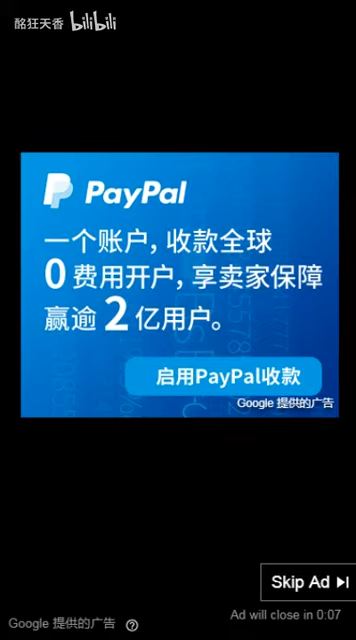 酩狂天香 bilibili
PayPal
一个账户，收款全球
0费用开户，享卖家保障
赢逾2亿用户。
启用PayPal收款
Google 提供的广告
Skip Ad
Ad will close in 0:07
Google 提供的广告